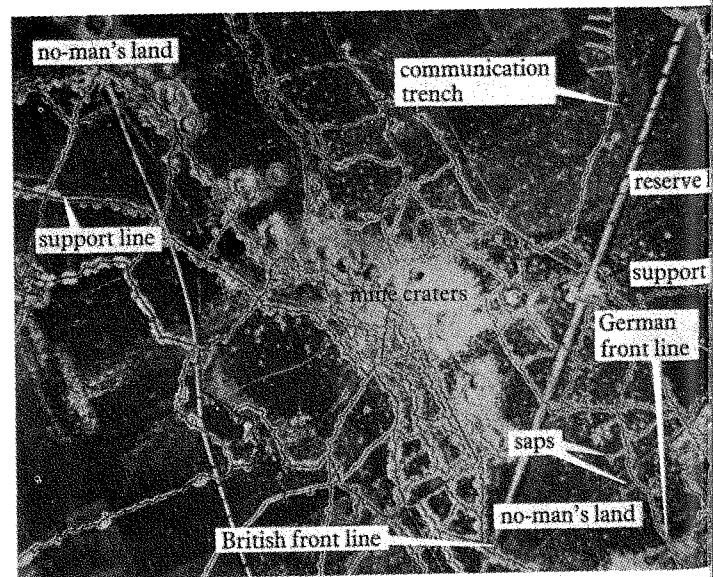 no-man's land
communication
trench
reserve
support line
support
mine craters
German
front line
saps
no-man's land
British front line